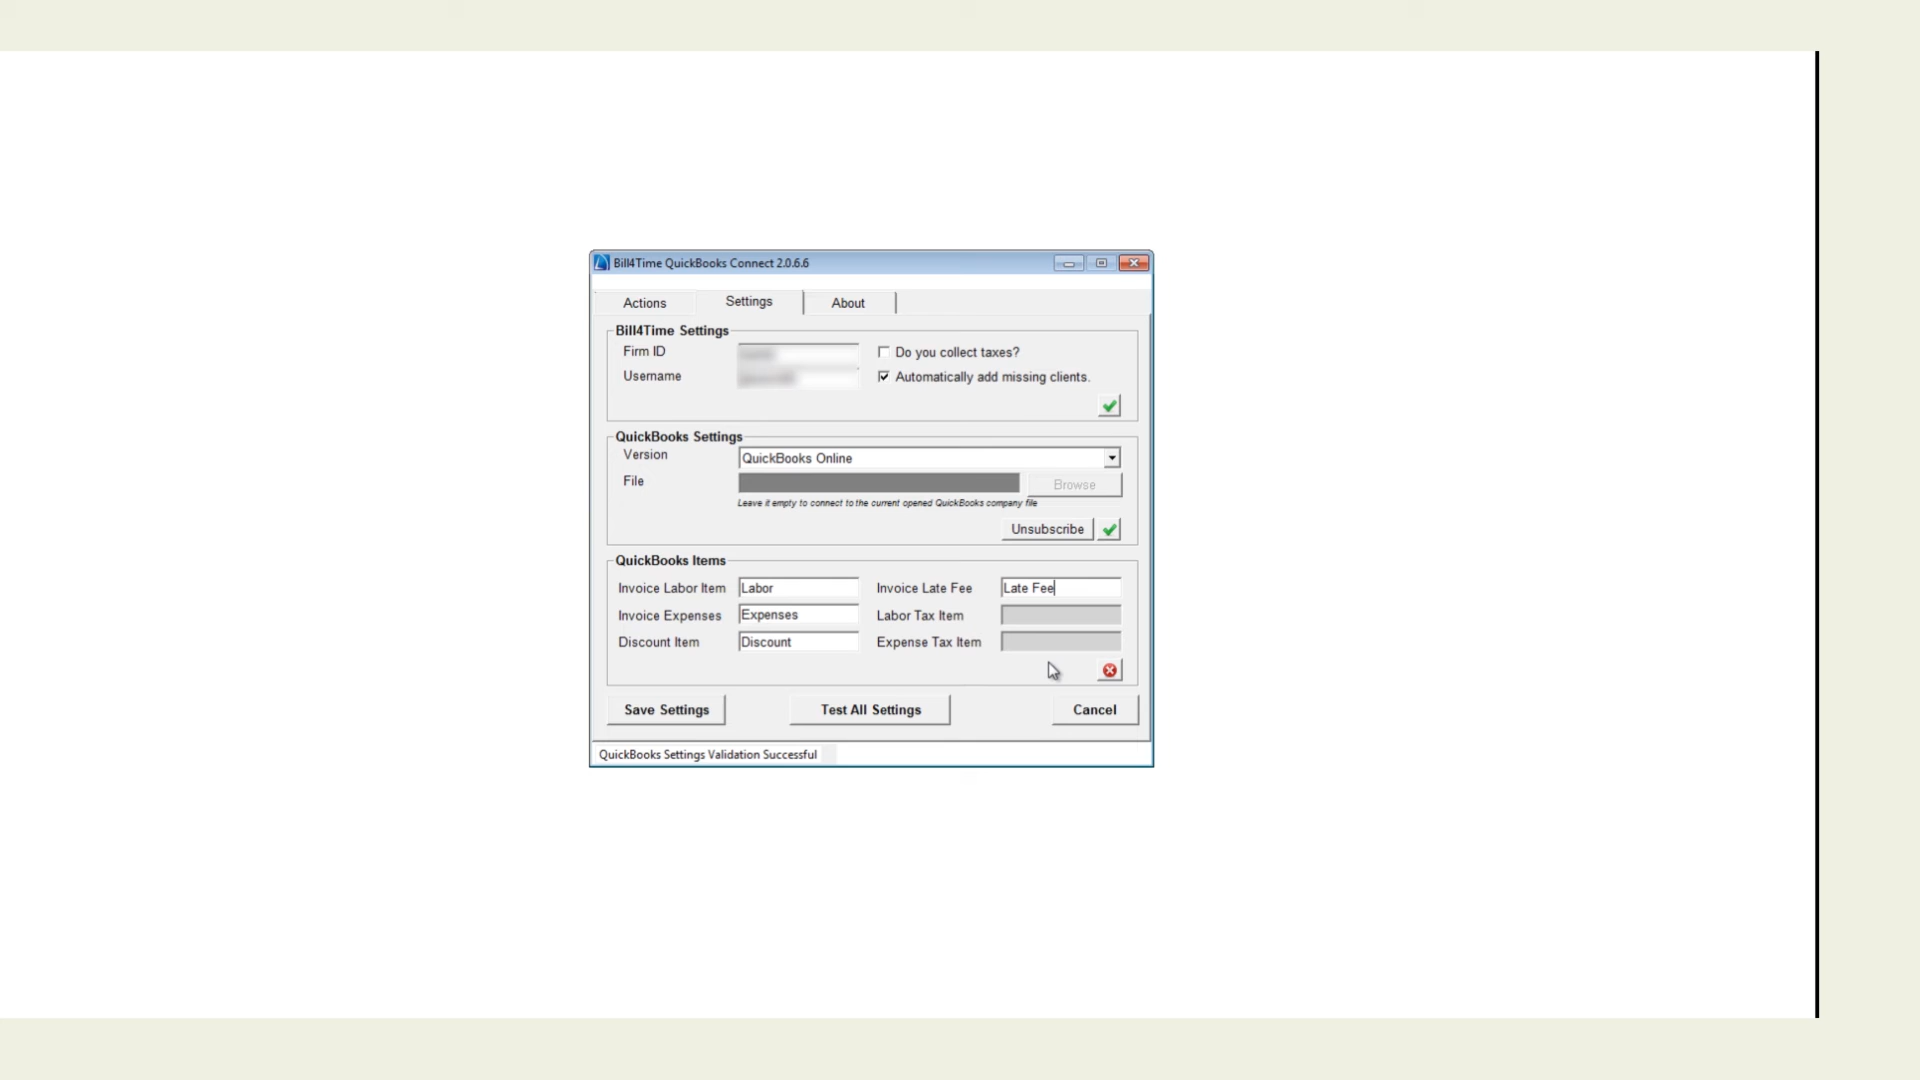 Bill4Time QuickBooks Connect 2.0.6.6
Actions Settings About
Bill4Time Settings
Firm ID
Do you collect taxes?
Username
Automatically add missing clients.
QuickBooks Settings
Version QuickBooks Online
File Browse
Leave it empty to connect to the current opened QuickBooks company file
Unsubscribe
QuickBooks Items
Invoice Labor Item Labor Invoice Late Fee Late Fee
Invoice Expenses Expenses Labor Tax Item
Discount Item Discount Expense Tax Item
Save Settings Test All Settings Cancel
QuickBooks Settings Validation Successful